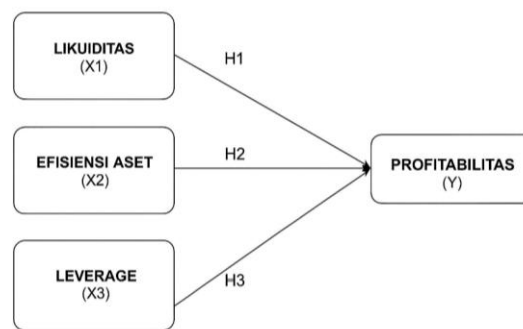 LIKUIDITAS
(X1)
H1
EFISIENSI ASET
(X2)
H2
PROFITABILITAS
(Y)
LEVERAGE
(X3)
H3